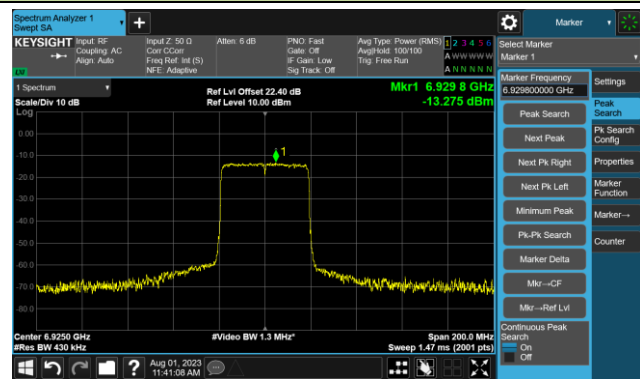 Spectrum Analyzer 1
Swept SA
+
Marker
KEYSIGHT
Input: RF
Coupling: AC
Align: Auto
Input Z: 50 Ω
Corr CCorr
Freq Ref: Int (S)
NFE: Adaptive
Atten: 6 dB
PNO: Fast
Gate: Off
IF Gain: Low
Sig Track: Off
Avg Type: Power (RMS)
Avg|Hold: 100/100
Trig: Free Run
1 2 3 4 5 6
A W W W W W
A N N N N N
LXI
Select Marker
Marker 1
1 Spectrum
Scale/Div 10 dB
Log
Ref Lvl Offset 22.40 dB
Ref Level 10.00 dBm
Mkr1 6.929 8 GHz
-13.275 dBm
1
0.00
-10.0
-20.0
-30.0
-40.0
-50.0
-60.0
-70.0
-80.0
Center 6.9250 GHz
#Res BW 430 kHz
#Video BW 1.3 MHz*
Span 200.0 MHz
Sweep 1.47 ms (2001 pts)
Marker Frequency
6.929800000 GHz
Peak Search
Next Peak
Next Pk Right
Next Pk Left
Minimum Peak
Pk-Pk Search
Marker Delta
Mkr→CF
Mkr→Ref Lvl
Continuous Peak
Search
On
Off
Settings
Peak
Search
Pk Search
Config
Properties
Marker
Function
Marker→
Counter
?
Aug 01, 2023
11:41:08 AM